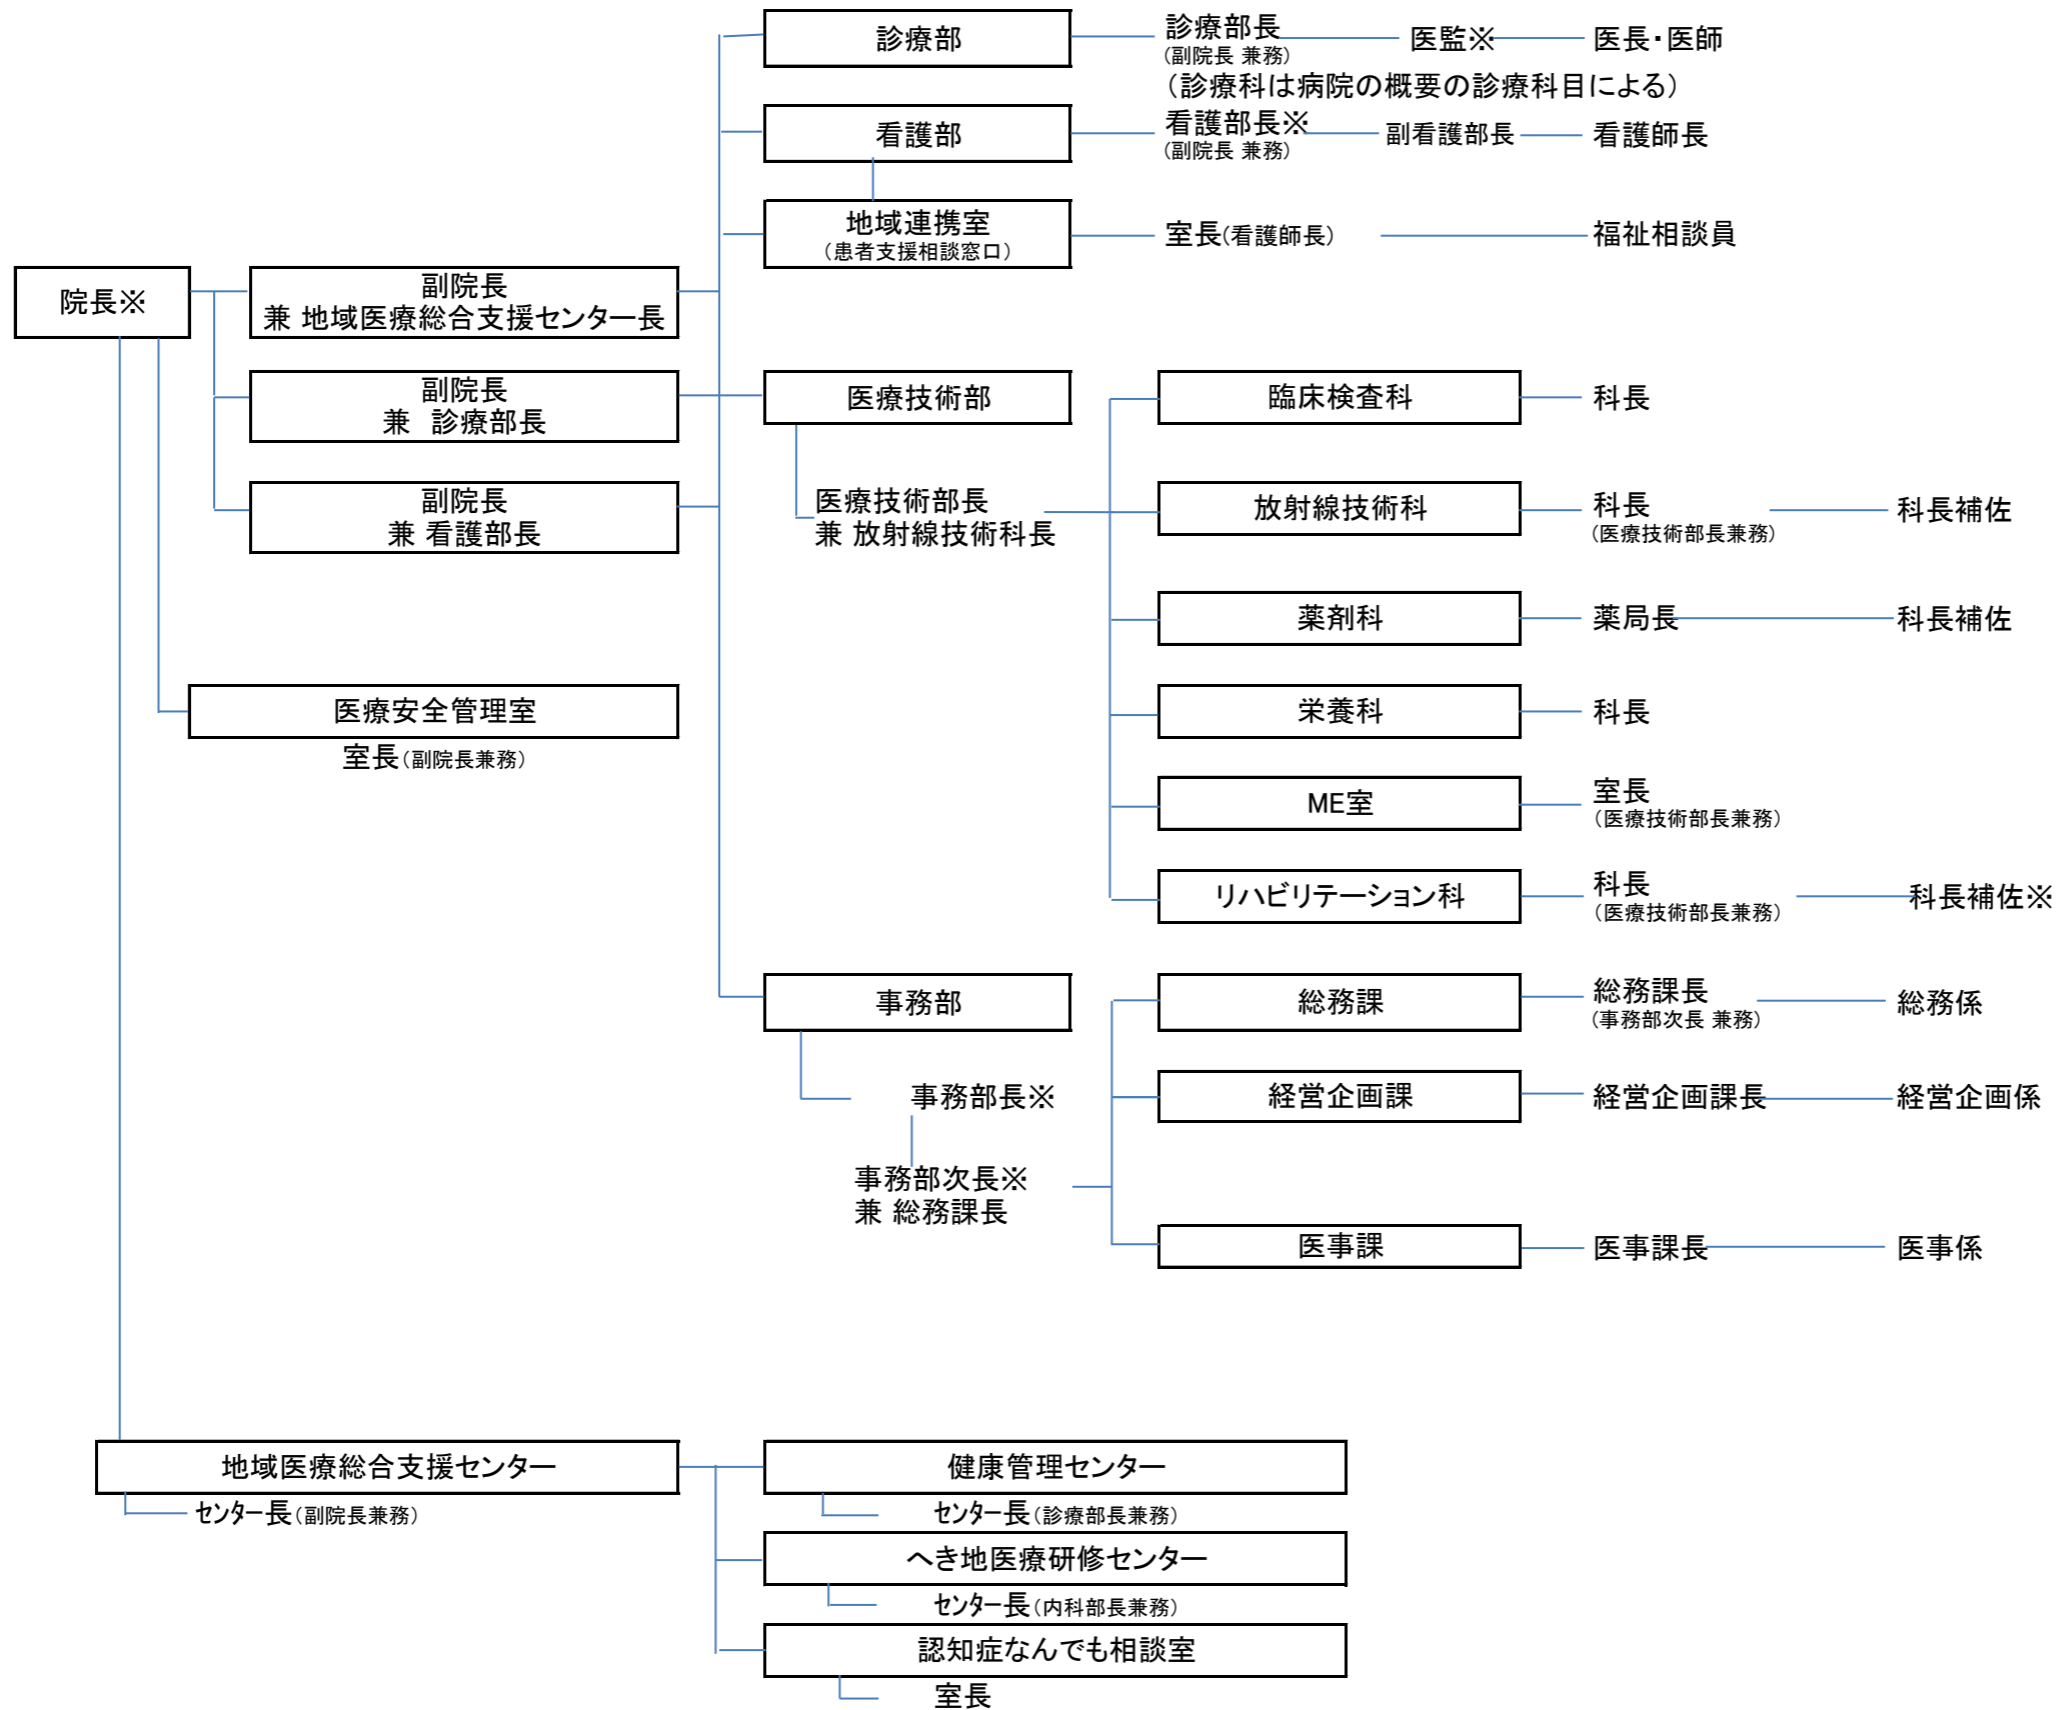 診療部
診療部長
(副院長 兼務)
医監※
医長・医師
(診療科は病院の概要の診療科目による)
看護部
看護部長※
(副院長 兼務)
副看護部長
看護師長
地域連携室
(患者支援相談窓口)
室長(看護師長)
福祉相談員
院長※
副院長
兼 地域医療総合支援センター長
副院長
兼 診療部長
副院長
兼 看護部長
医療技術部
医療技術部長
兼 放射線技術科長
臨床検査科
科長
放射線技術科
科長
(医療技術部長兼務)
科長補佐
薬剤科
薬局長
科長補佐
医療安全管理室
室長(副院長兼務)
栄養科
科長
ME室
室長
(医療技術部長兼務)
リハビリテーション科
科長
(医療技術部長兼務)
科長補佐※
事務部
事務部長※
事務部次長※
兼 総務課長
総務課
総務課長
(事務部次長 兼務)
総務係
経営企画課
経営企画課長
経営企画係
医事課
医事課長
医事係
地域医療総合支援センター
センター長(副院長兼務)
健康管理センター
センター長(診療部長兼務)
へき地医療研修センター
センター長(内科部長兼務)
認知症なんでも相談室
室長